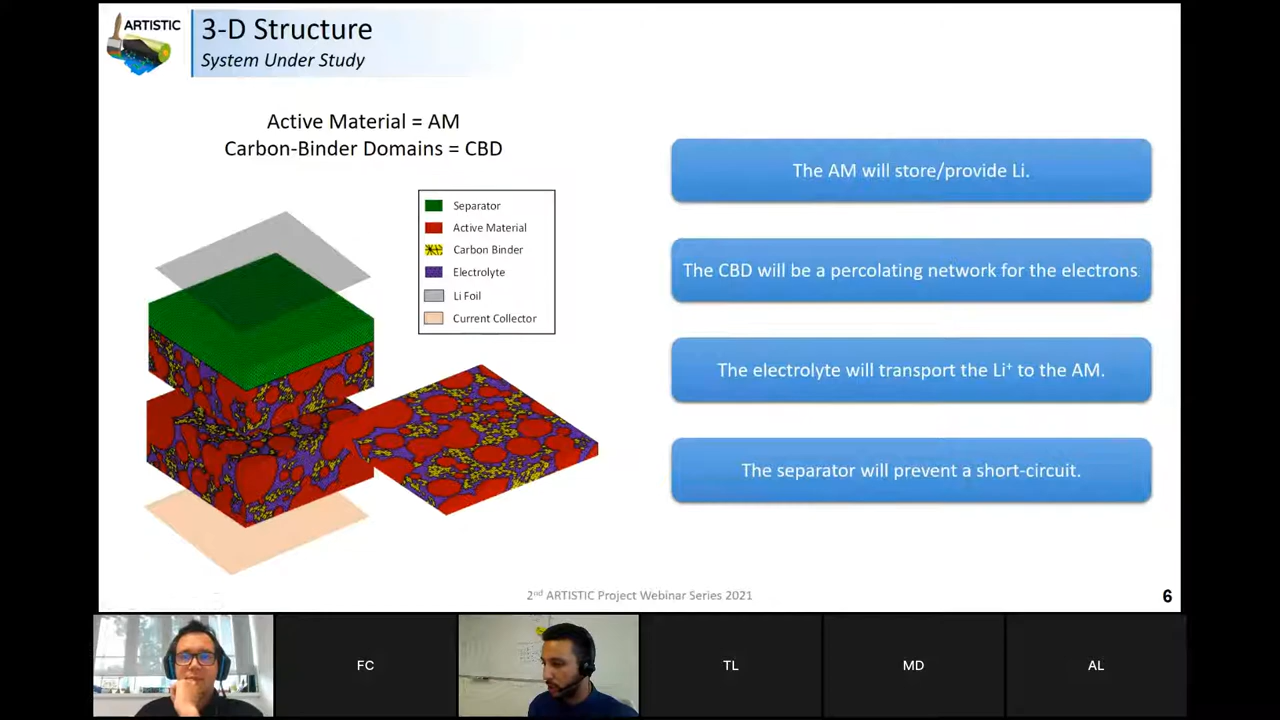 ARTISTIC
3-D Structure
System Under Study
Active Material = AM
Carbon-Binder Domains = CBD
Separator
Active Material
Carbon Binder
Electrolyte
Li Foil
Current Collector
The AM will store/provide Li.
The CBD will be a percolating network for the electrons.
The electrolyte will transport the Li⁺ to the AM.
The separator will prevent a short-circuit.
2nd ARTISTIC Project Webinar Series 2021
6
FC
TL
MD
AL